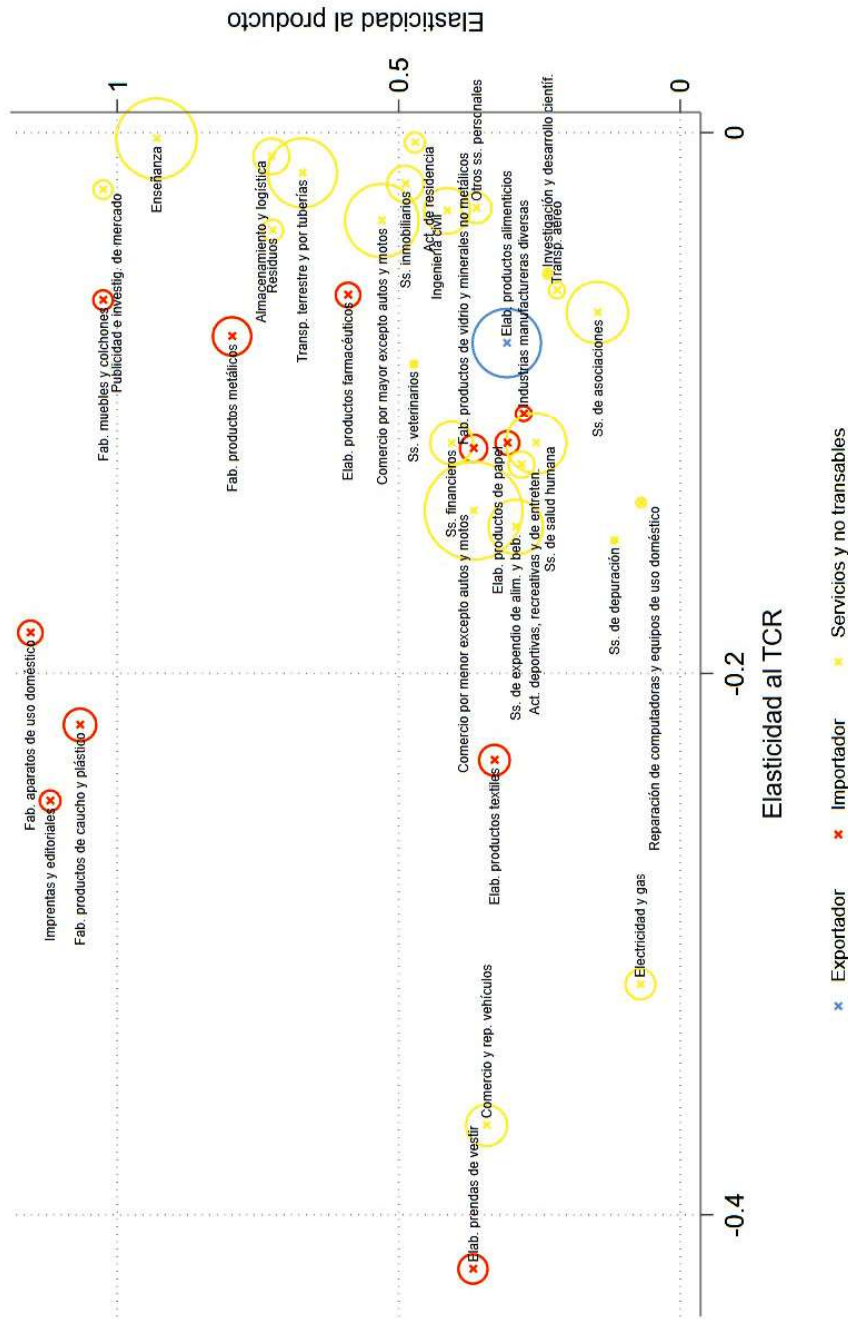 Elasticidad al producto
1
0.5
0
Fab. aparatos de uso doméstico
Imprentas y editoriales
Fab. productos de caucho y plástico
Fab. muebles y colchones
Publicidad e investig. de mercado
Enseñanza
Fab. productos metálicos
Almacenamiento y logística
Residuos
Transp. terrestre y por tuberías
Elab. productos farmacéuticos
Comercio por mayor excepto autos y motos
Ss. inmobiliarios
Ss. veterinarios
Act. de residencia
Ingeniería civil
Ss. financieros
Fab. productos de vidrio y minerales no metálicos
Otros ss. personales
Comercio por menor excepto autos y motos
Elab. prendas de vestir
Comercio y rep. vehículos
Elab. productos textiles
Elab. productos de papel
Elab. productos alimenticios
Ss. de expendio de alim. y beb.
Industrias manufactureras diversas
Act. deportivas, recreativas y de entreten.
Ss. de salud humana
Investigación y desarrollo científ.
Transp. aéreo
Ss. de asociaciones
Ss. de depuración
Electricidad y gas
Reparación de computadoras y equipos de uso doméstico
-0.4
-0.2
0
Elasticidad al TCR
Exportador
Importador
Servicios y no transables